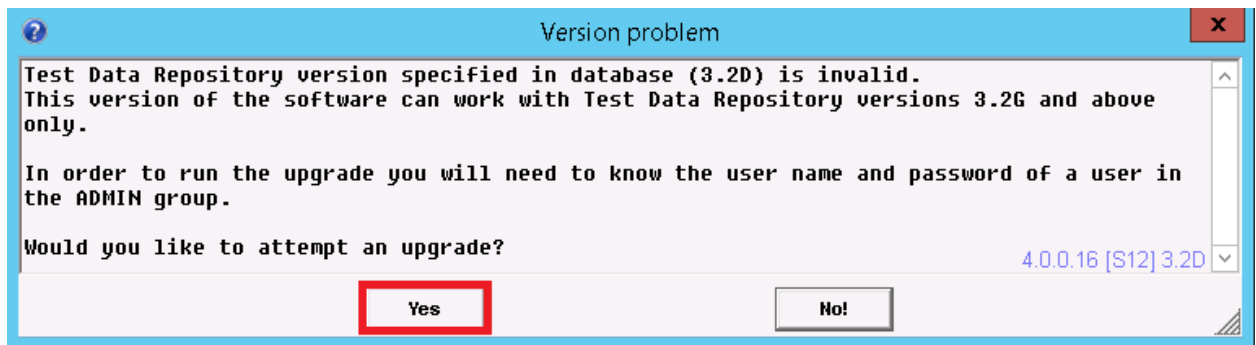 Version problem
x
Test Data Repository version specified in database (3.2D) is invalid.
This version of the software can work with Test Data Repository versions 3.2G and above
only.
In order to run the upgrade you will need to know the user name and password of a user in
the ADMIN group.
Would you like to attempt an upgrade?
4.0.0.16 [S12] 3.2D
Yes
No!